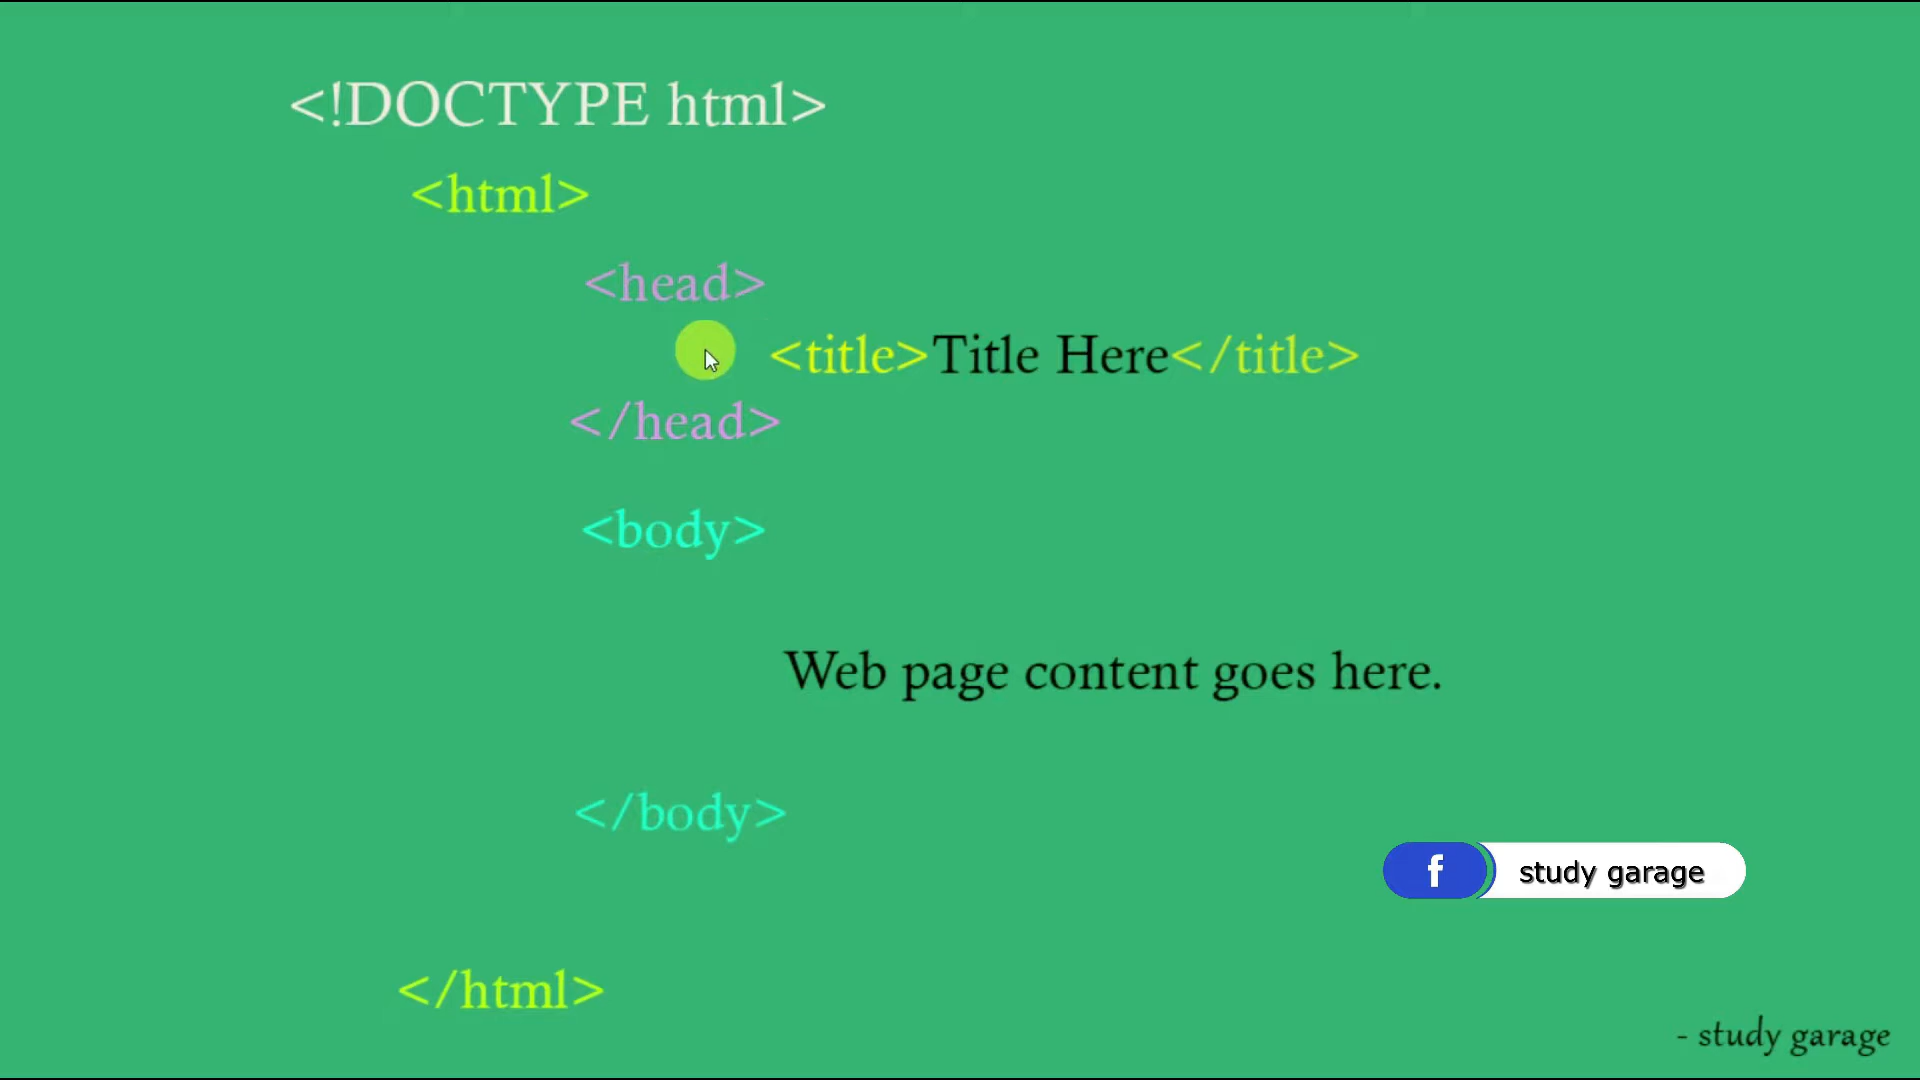 <!DOCTYPE html>
<html>
<head>
<title>Title Here</title>
</head>
<body>
Web page content goes here.
</body>
f study garage
</html>
- study garage